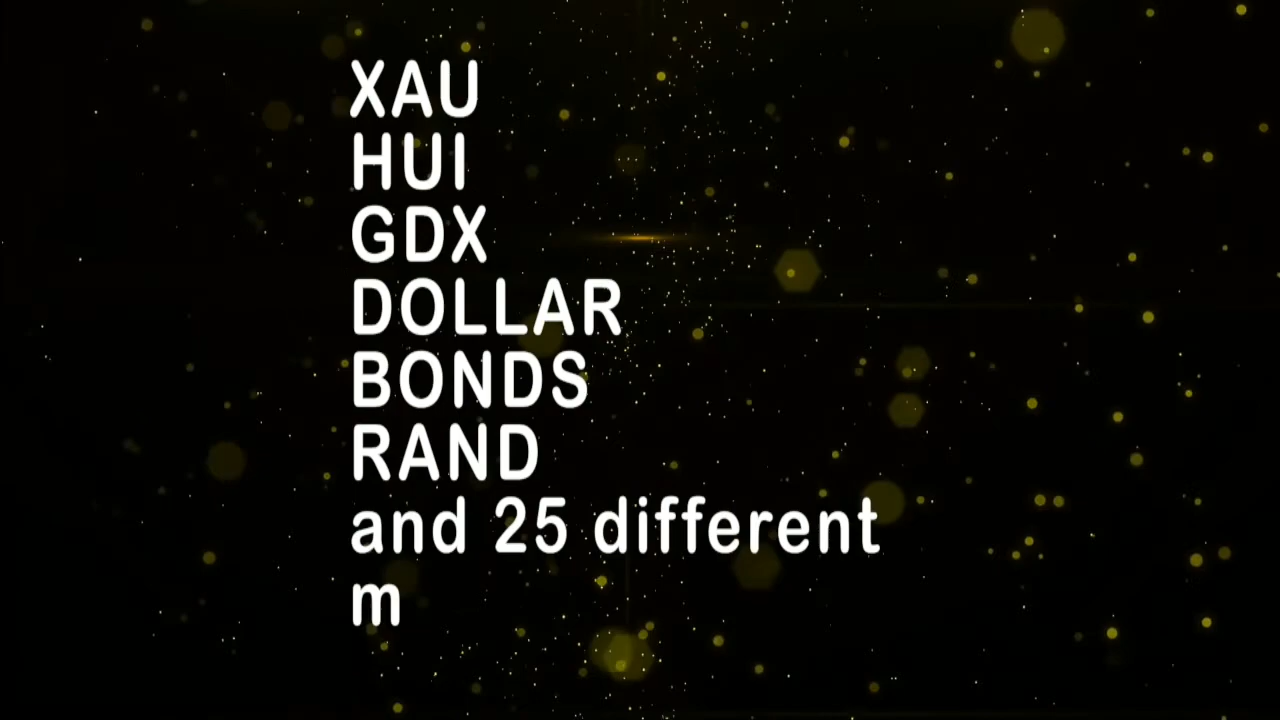 XAU
HUI
GDX
DOLLAR
BONDS
RAND
and 25 different
m